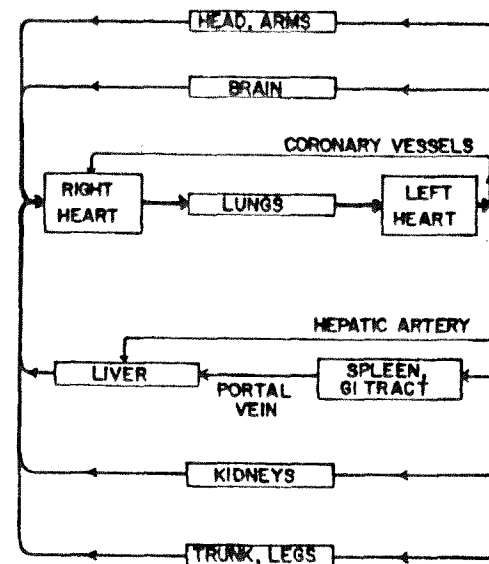 HEAD, ARMS
BRAIN
CORONARY VESSELS
RIGHT
HEART
LUNGS
LEFT
HEART
HEPATIC ARTERY
LIVER
PORTAL
VEIN
SPLEEN,
GI TRACT
KIDNEYS
TRUNK, LEGS